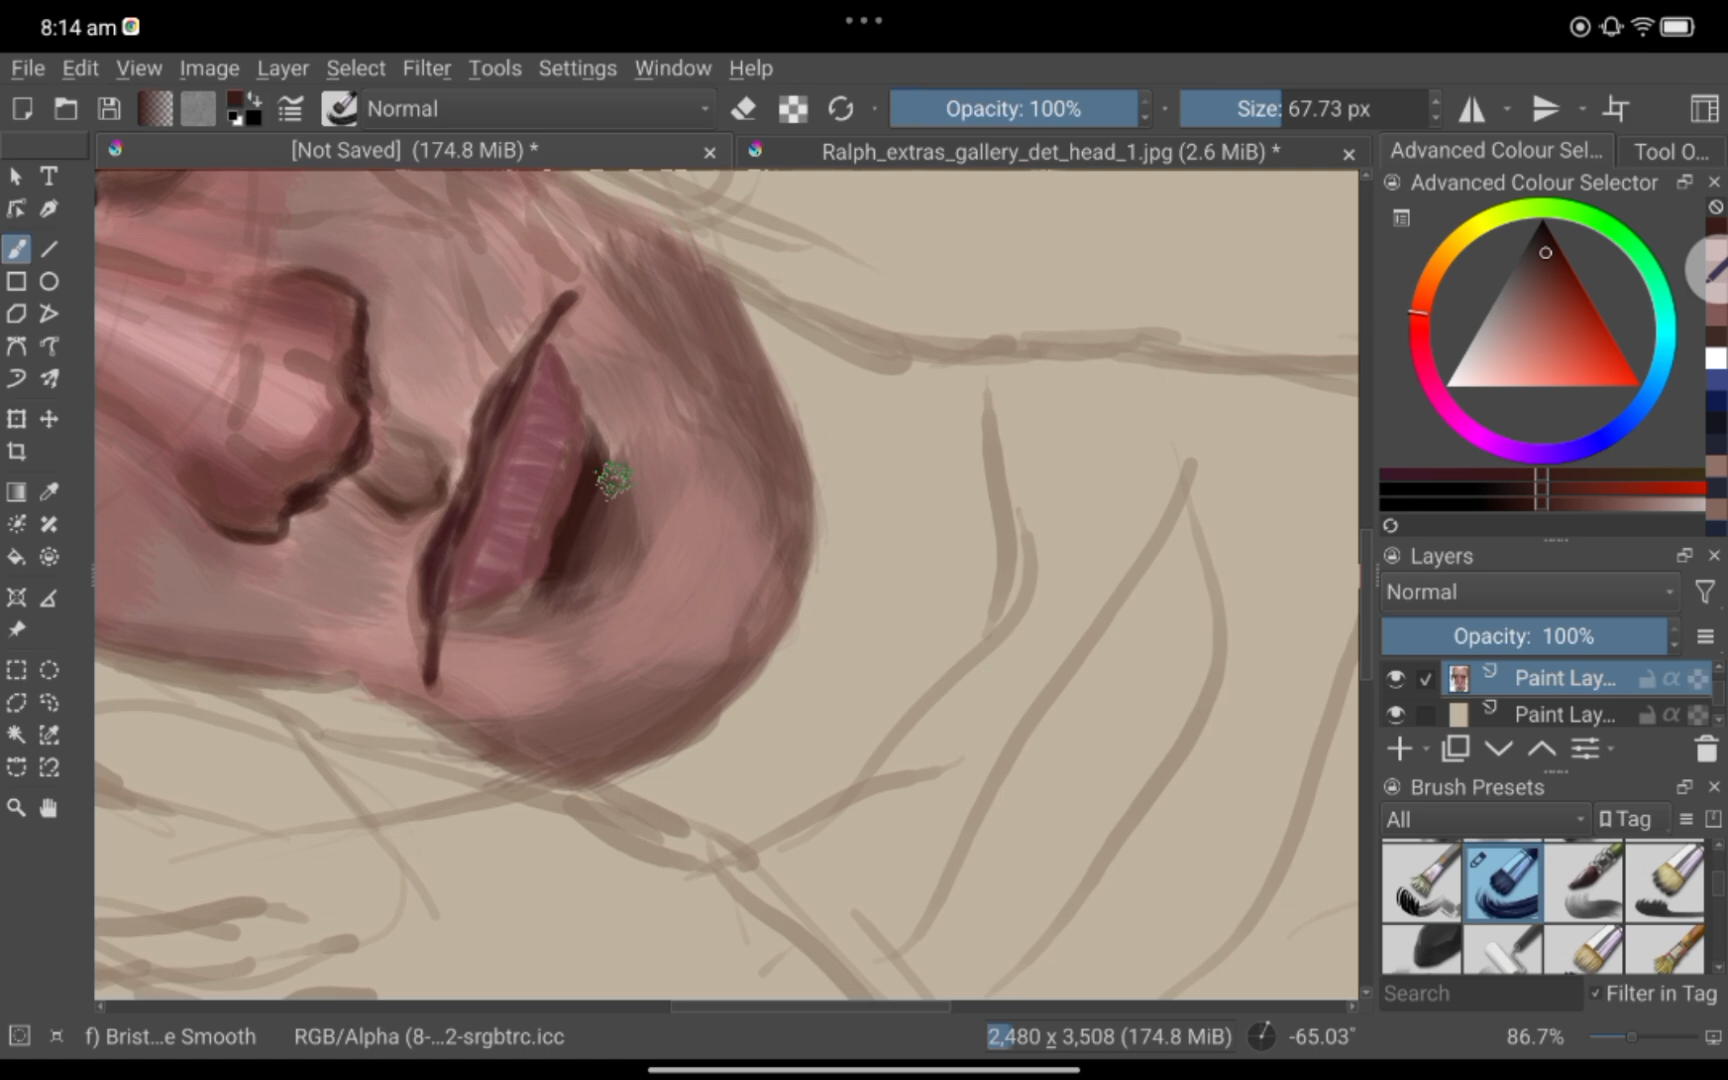 8:14 am
File Edit View Image Layer Select Filter Tools Settings Window Help
Normal Opacity: 100% Size: 67.73 px
[Not Saved] (174.8 MiB) * Ralph_extras_gallery_det_head_1.jpg (2.6 MiB) * Advanced Colour Sel... Tool O...
Advanced Colour Selector
Layers
Normal
Opacity: 100%
Paint Lay...
Paint Lay...
Brush Presets
All Tag
Search Filter in Tag
f) Brist...e Smooth RGB/Alpha (8-...2-srgbtrc.icc 2,480 x 3,508 (174.8 MiB) -65.03° 86.7%